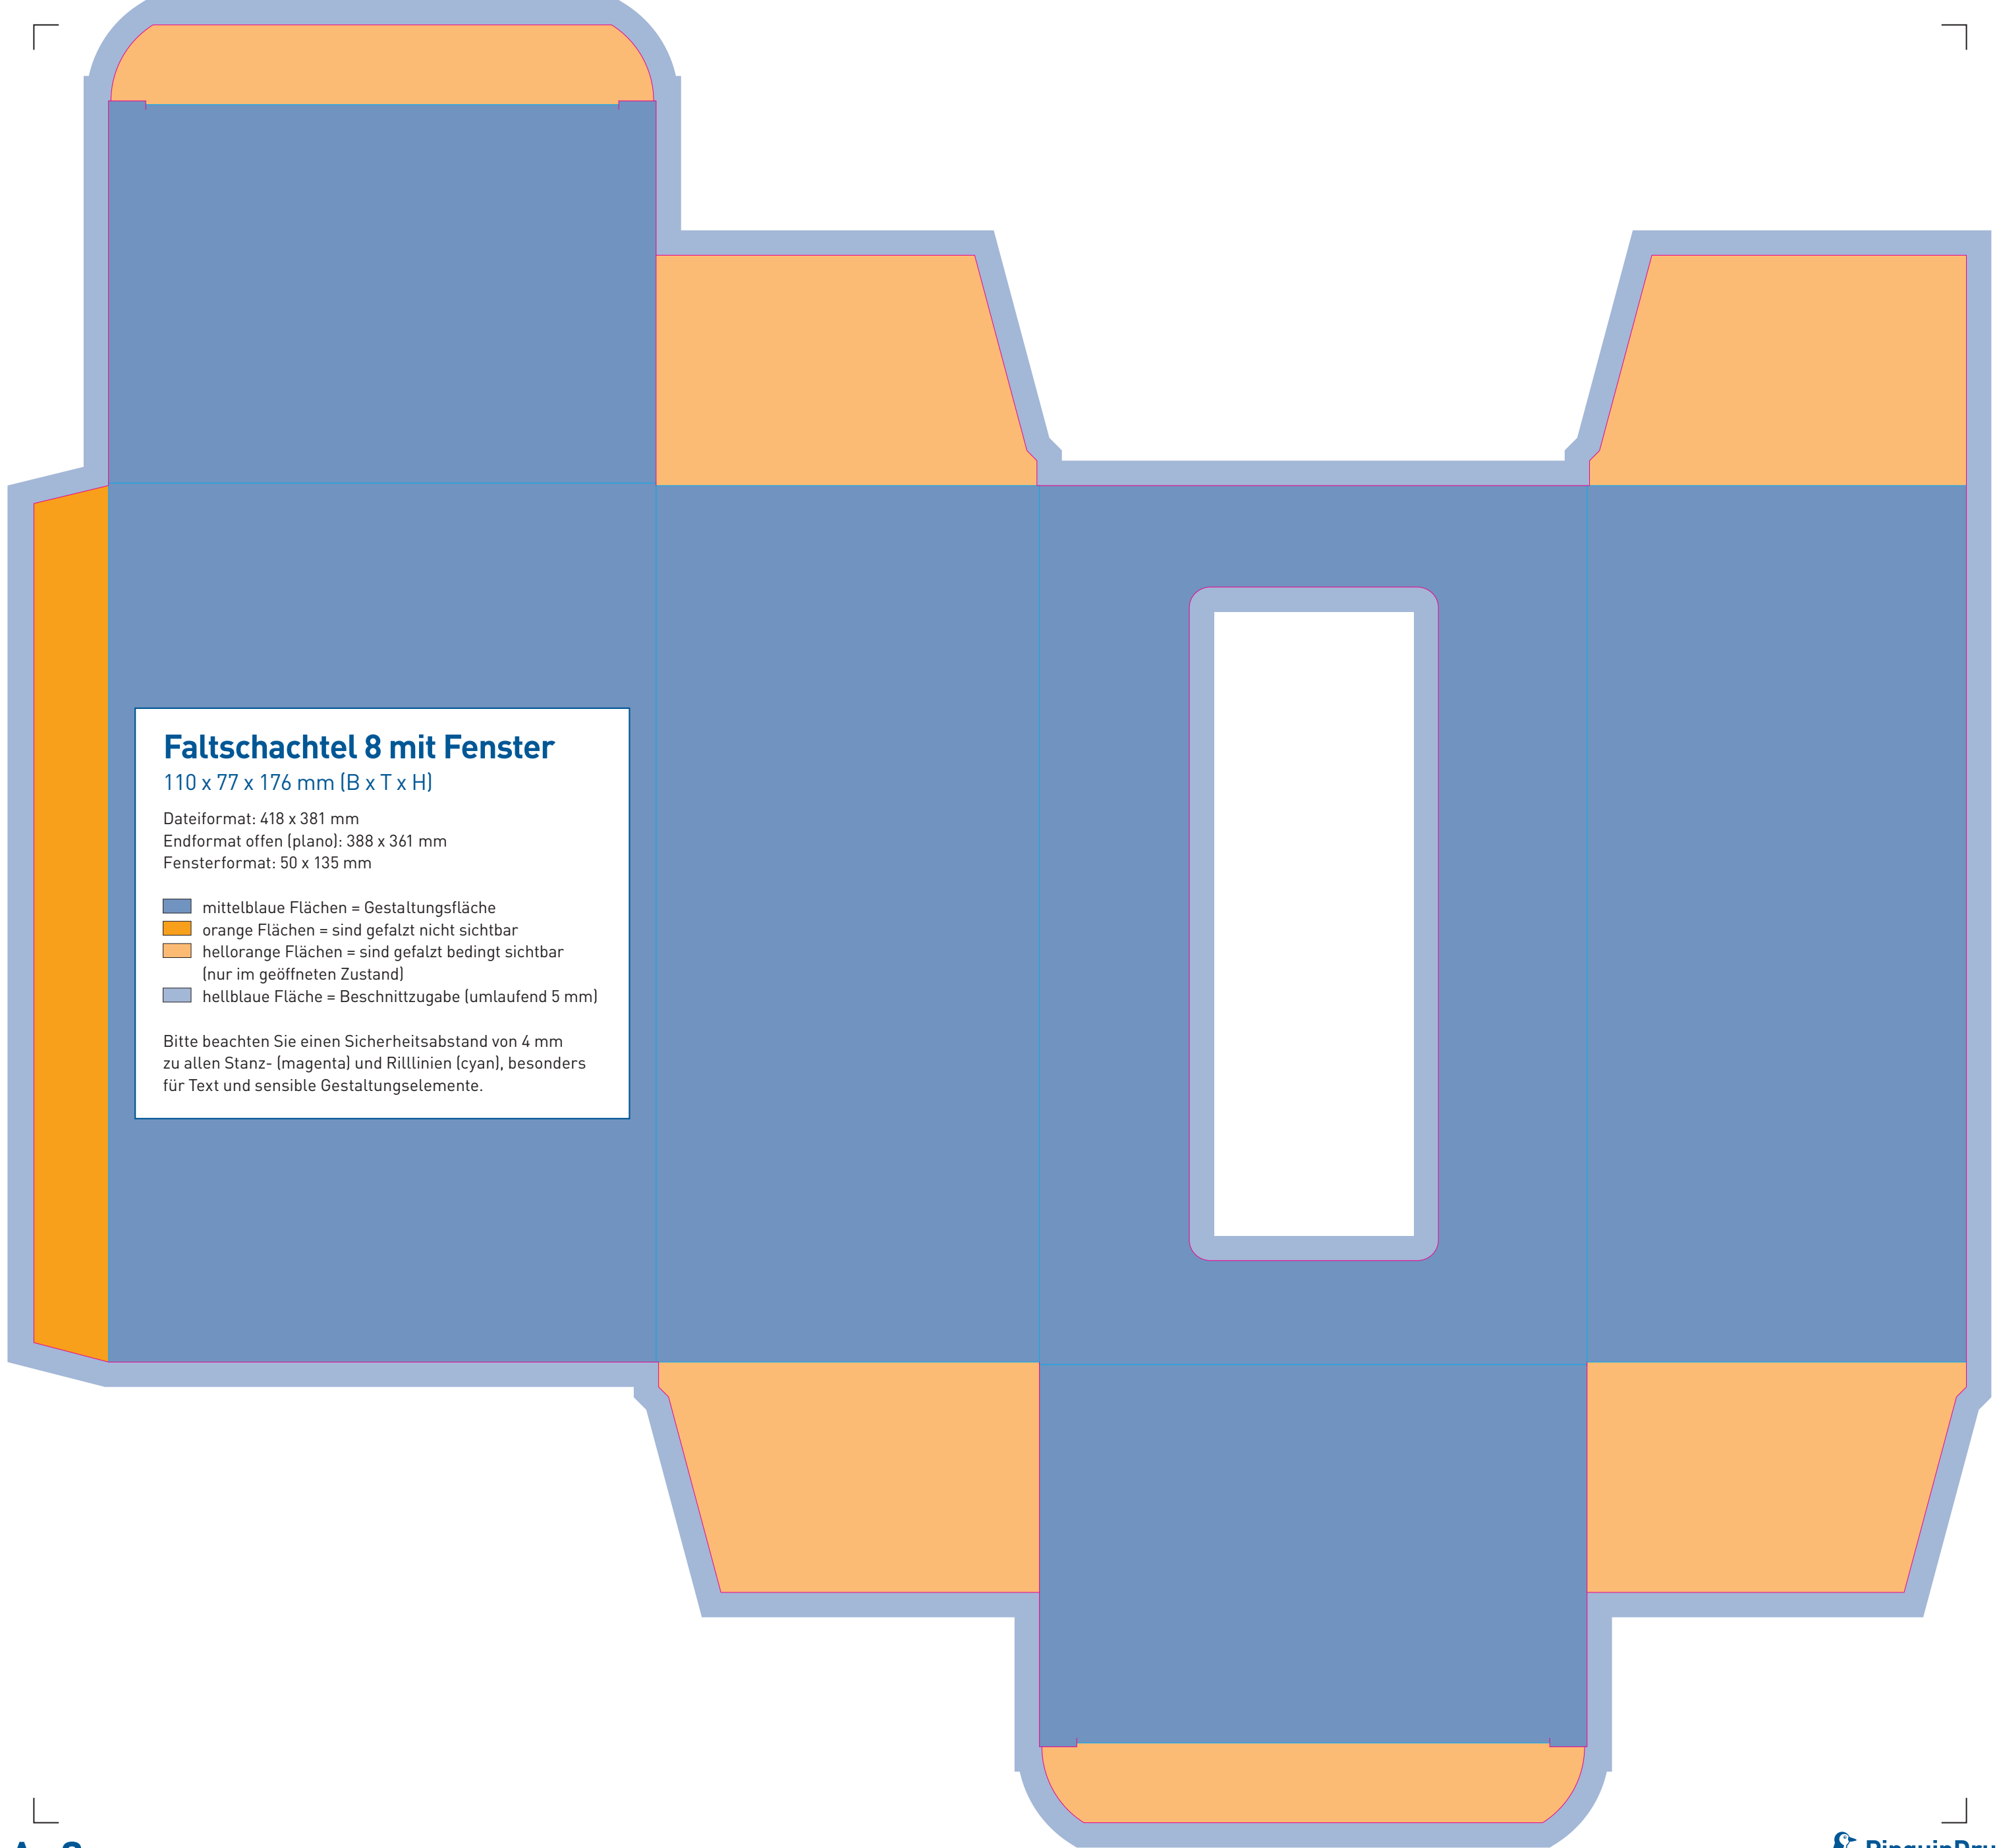 Faltschachtel 8 mit Fenster
110 x 77 x 176 mm (B x T x H)
Dateiformat: 418 x 381 mm
Endformat offen (plano): 388 x 361 mm
Fensterformat: 50 x 135 mm
mittelblaue Flächen = Gestaltungsfläche
orange Flächen = sind gefalzt nicht sichtbar
hellorange Flächen = sind gefalzt bedingt sichtbar
(nur im geöffneten Zustand)
hellblaue Fläche = Beschnittzugabe (umlaufend 5 mm)
Bitte beachten Sie einen Sicherheitsabstand von 4 mm
zu allen Stanz- (magenta) und Rilllinien (cyan), besonders
für Text und sensible Gestaltungselemente.